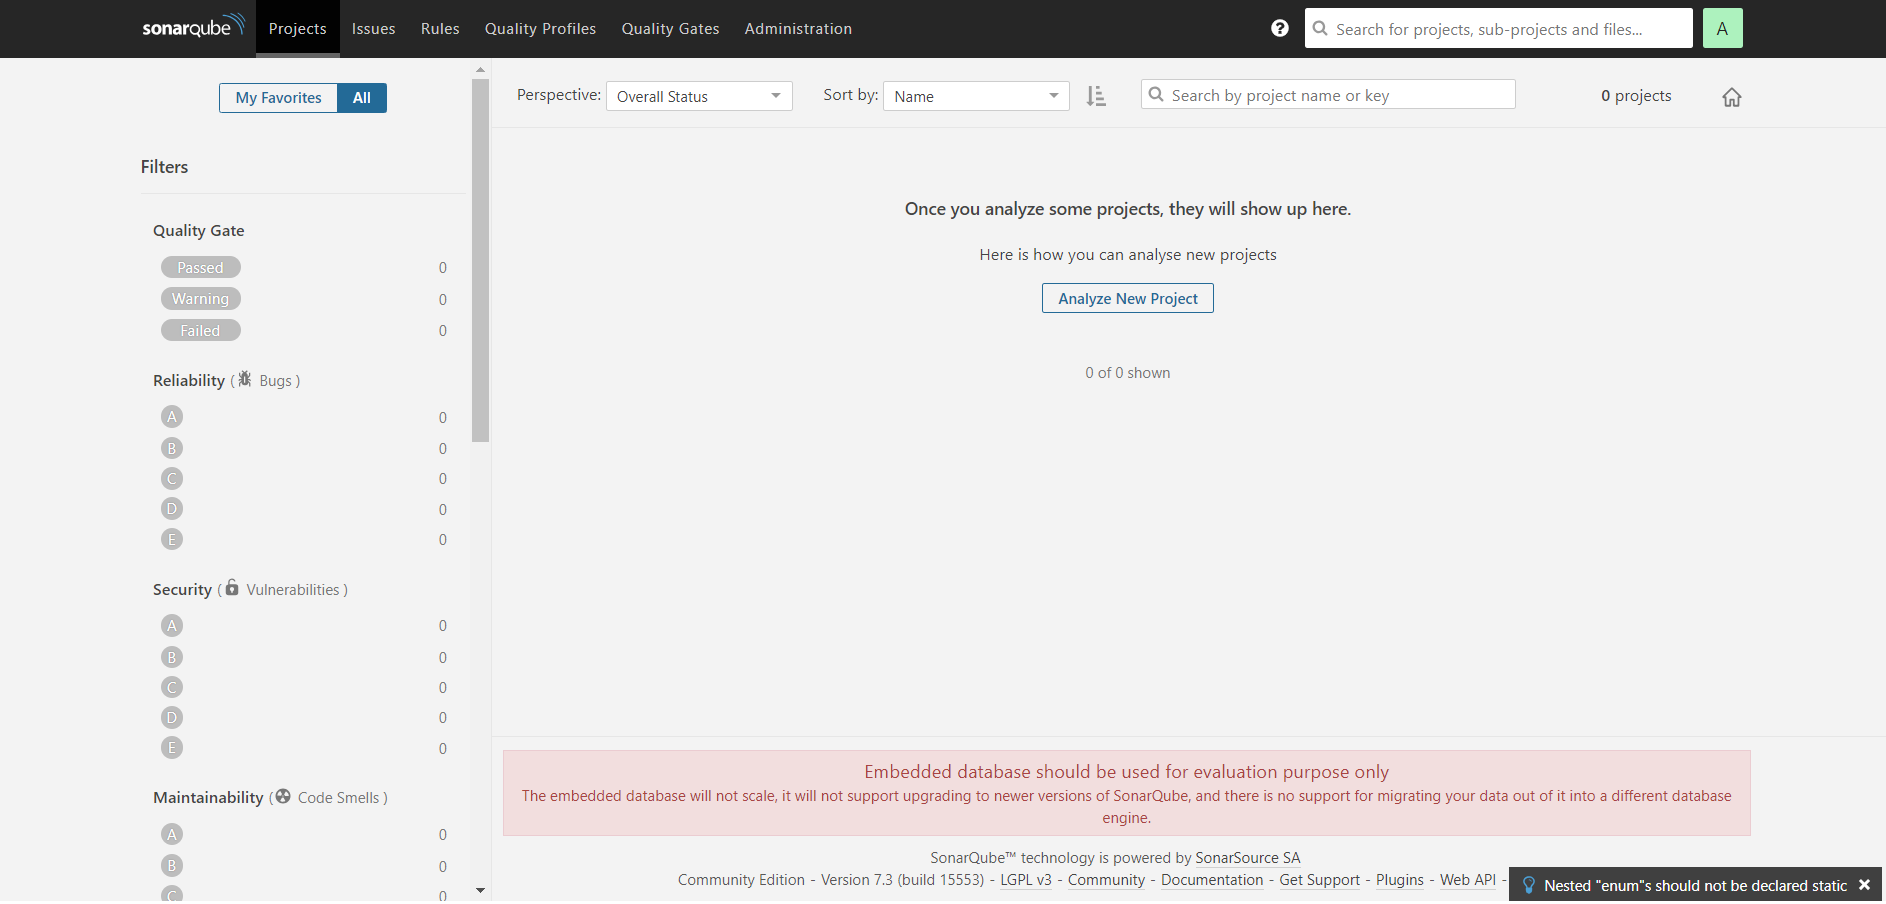 sonarqube Projects Issues Rules Quality Profiles Quality Gates Administration ? Search for projects, sub-projects and files... A
My Favorites All
Perspective: Overall Status Sort by: Name Search by project name or key 0 projects
Filters
Quality Gate
Passed 0
Warning 0
Failed 0
Reliability ( Bugs )
A 0
B 0
C 0
D 0
E 0
Security ( Vulnerabilities )
A 0
B 0
C 0
D 0
E 0
Maintainability ( Code Smells )
A 0
B 0
C 0
Once you analyze some projects, they will show up here.
Here is how you can analyse new projects
Analyze New Project
0 of 0 shown
Embedded database should be used for evaluation purpose only
The embedded database will not scale, it will not support upgrading to newer versions of SonarQube, and there is no support for migrating your data out of it into a different database
engine.
SonarQube™ technology is powered by SonarSource SA
Community Edition - Version 7.3 (build 15553) - LGPL v3 - Community - Documentation - Get Support - Plugins - Web API -
Nested "enum"s should not be declared static ×